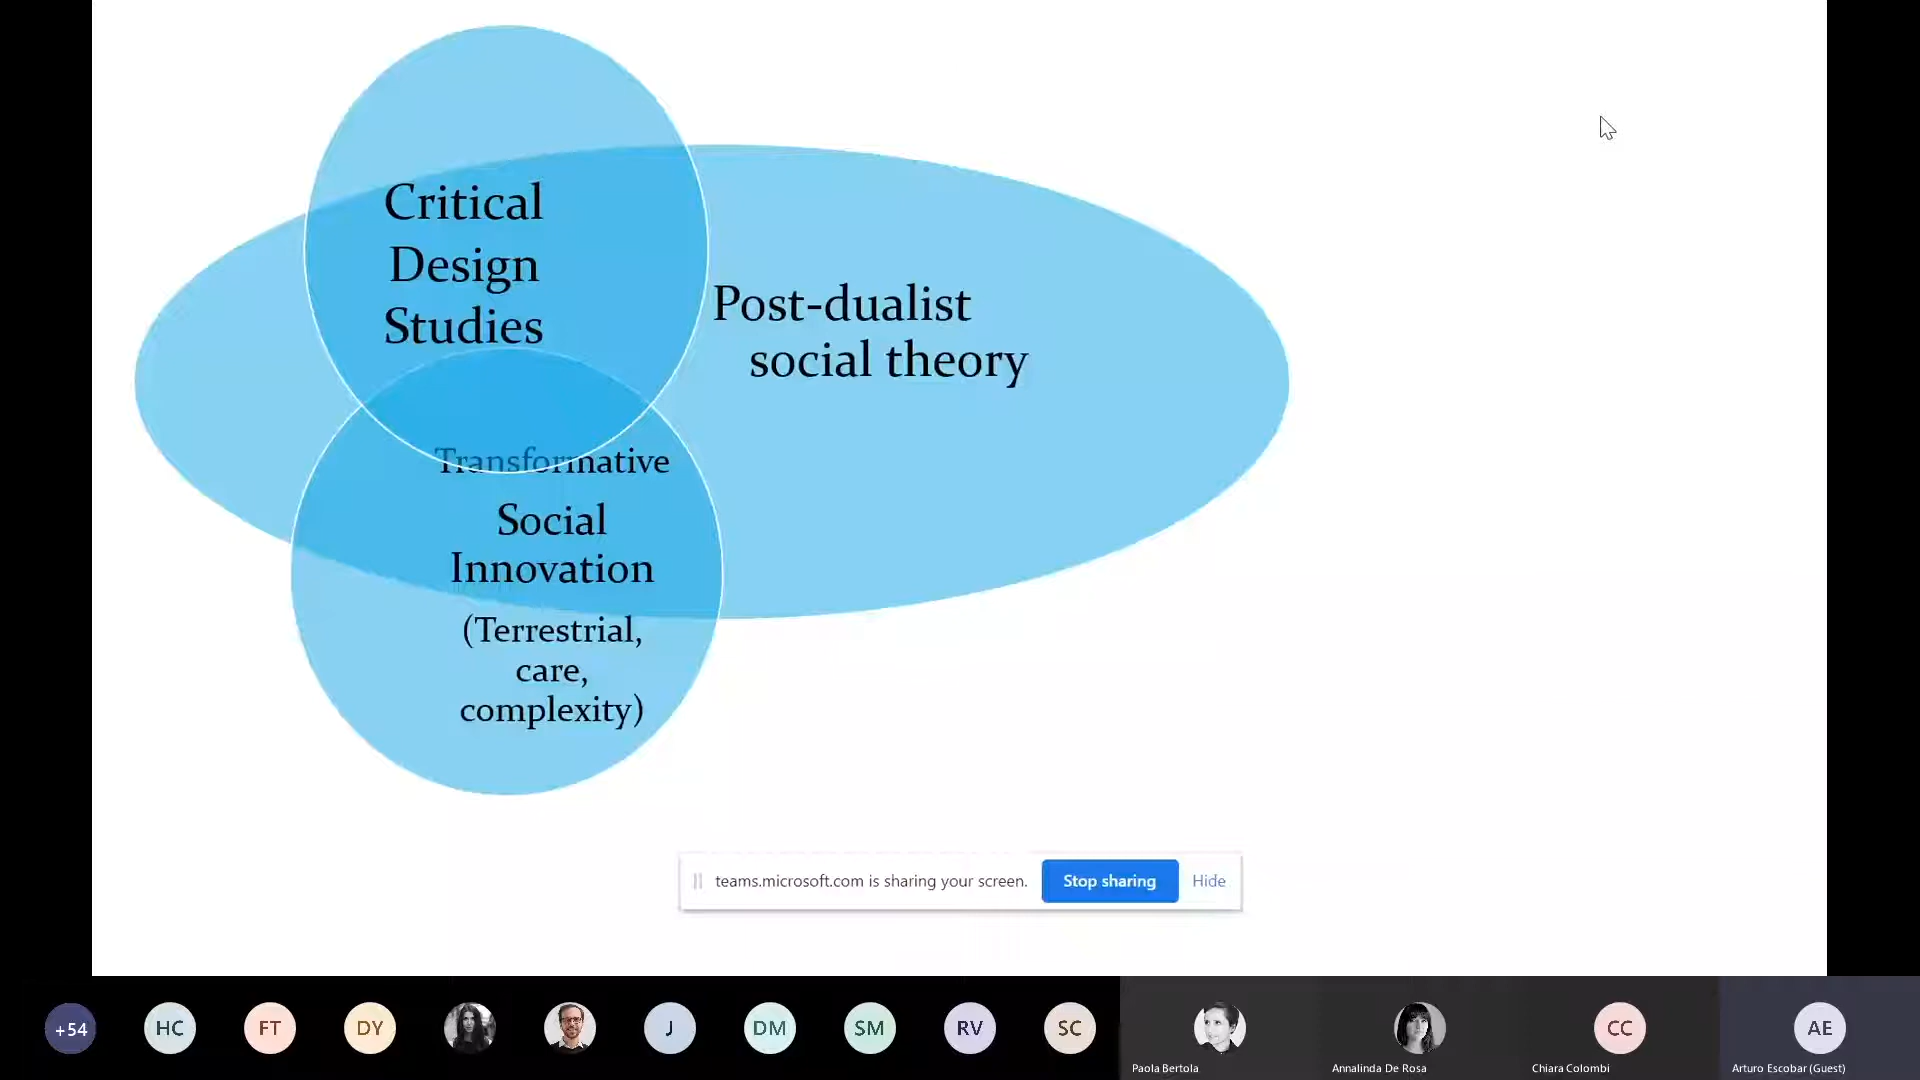 Critical
Design
Studies
Post-dualist
social theory
Transformative
Social
Innovation
(Terrestrial,
care,
complexity)
teams.microsoft.com is sharing your screen.
Stop sharing
Hide
+54
HC
FT
DY
J
DM
SM
RV
SC
CC
AE
Paola Bertola
Annalinda De Rosa
Chiara Colombi
Arturo Escobar (Guest)